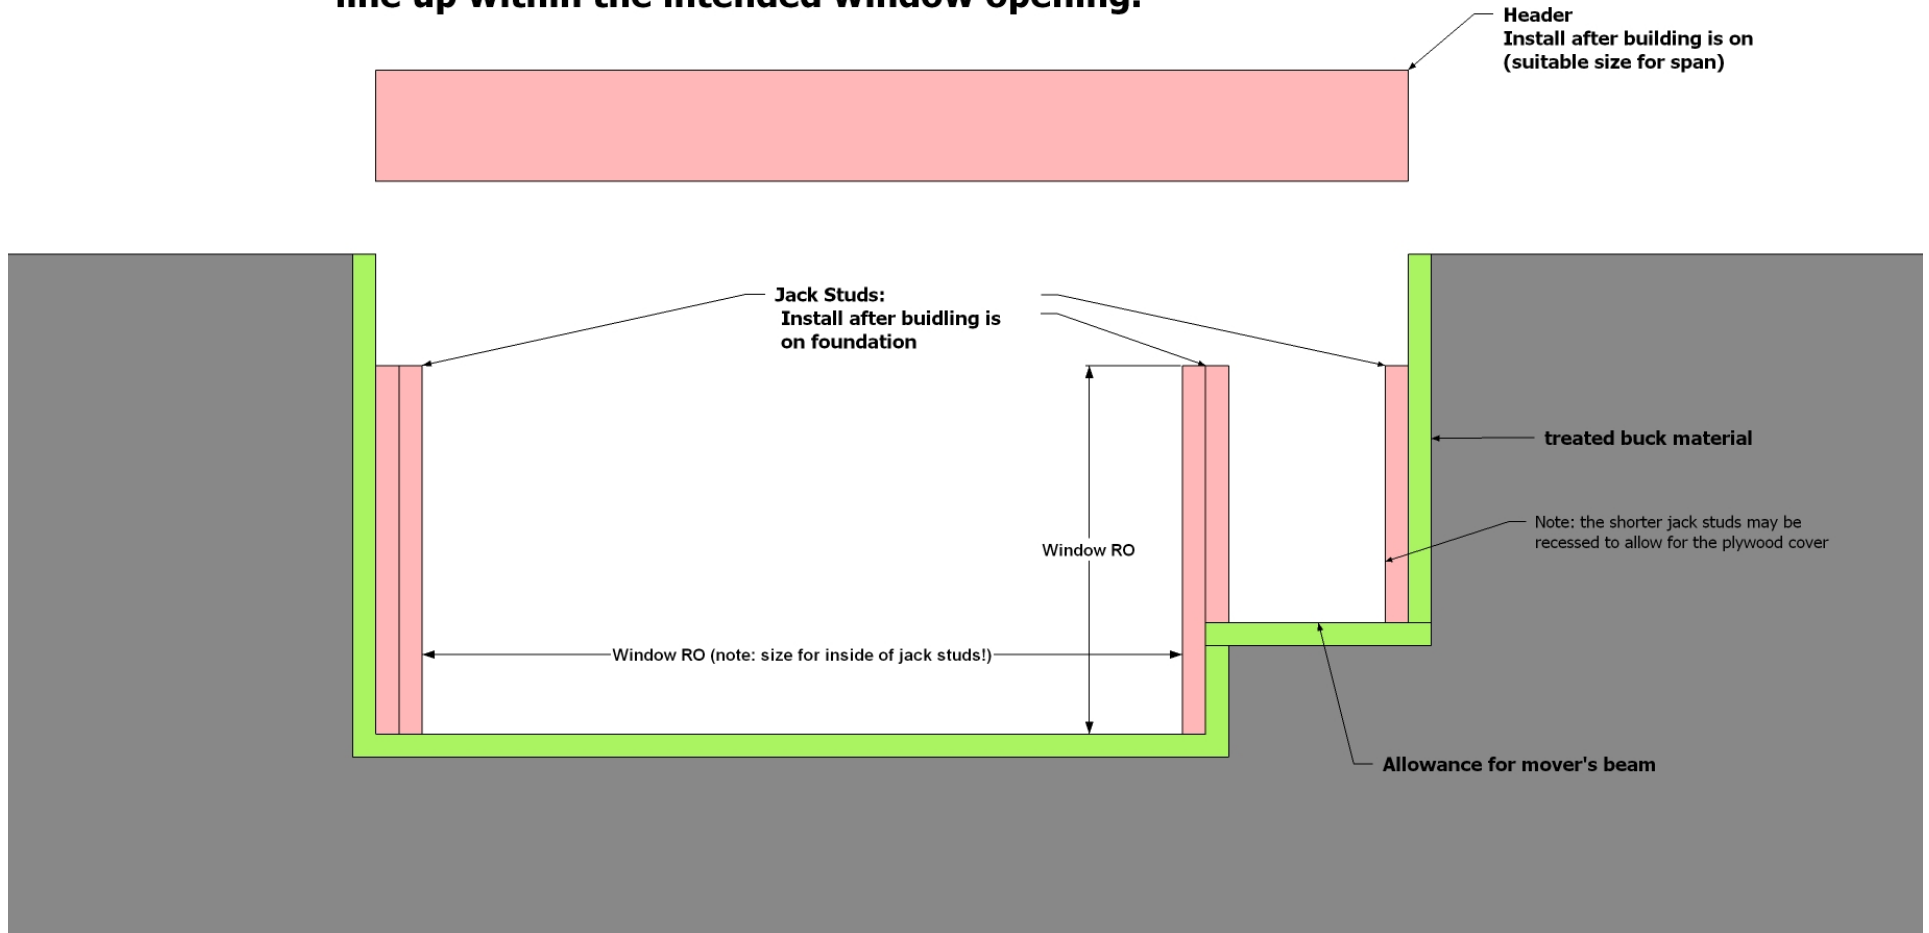 line up within the intended window opening.
Header
Install after building is on
(suitable size for span)
Jack Studs:
Install after buidling is
on foundation
treated buck material
Note: the shorter jack studs may be
recessed to allow for the plywood cover
Window RO
Window RO (note: size for inside of jack studs!)
Allowance for mover's beam